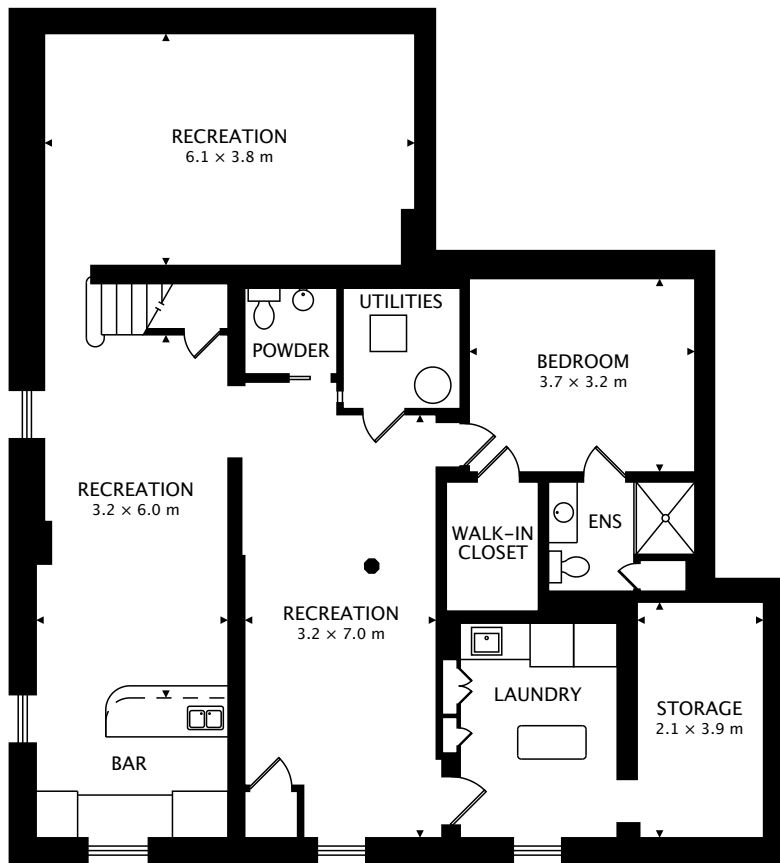 RECREATION
6.1 × 3.8 m
UTILITIES
POWDER
BEDROOM
3.7 × 3.2 m
RECREATION
3.2 × 6.0 m
WALK-IN
CLOSET
ENS
RECREATION
3.2 × 7.0 m
LAUNDRY
STORAGE
2.1 × 3.9 m
BAR